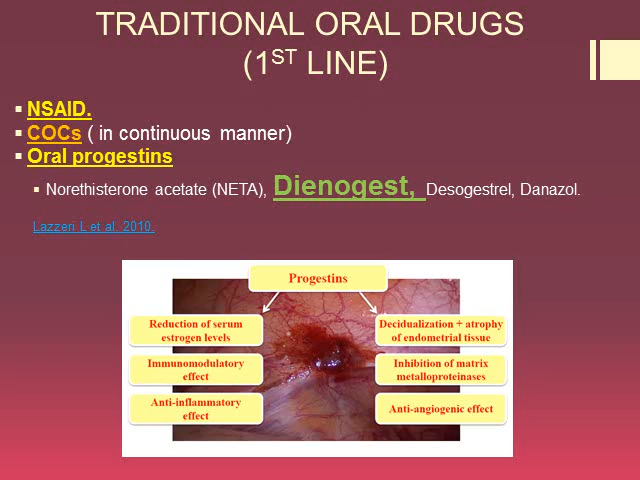 TRADITIONAL ORAL DRUGS
(1ST LINE)
NSAID.
COCs ( in continuous manner)
Oral progestins
Norethisterone acetate (NETA), Dienogest, Desogestrel, Danazol.
Lazzeri L et al. 2010.
Progestins
Reduction of serum
estrogen levels
Decidualization + atrophy
of endometrial tissue
Immunomodulatory
effect
Inhibition of matrix
metalloproteinases
Anti-inflammatory
effect
Anti-angiogenic effect